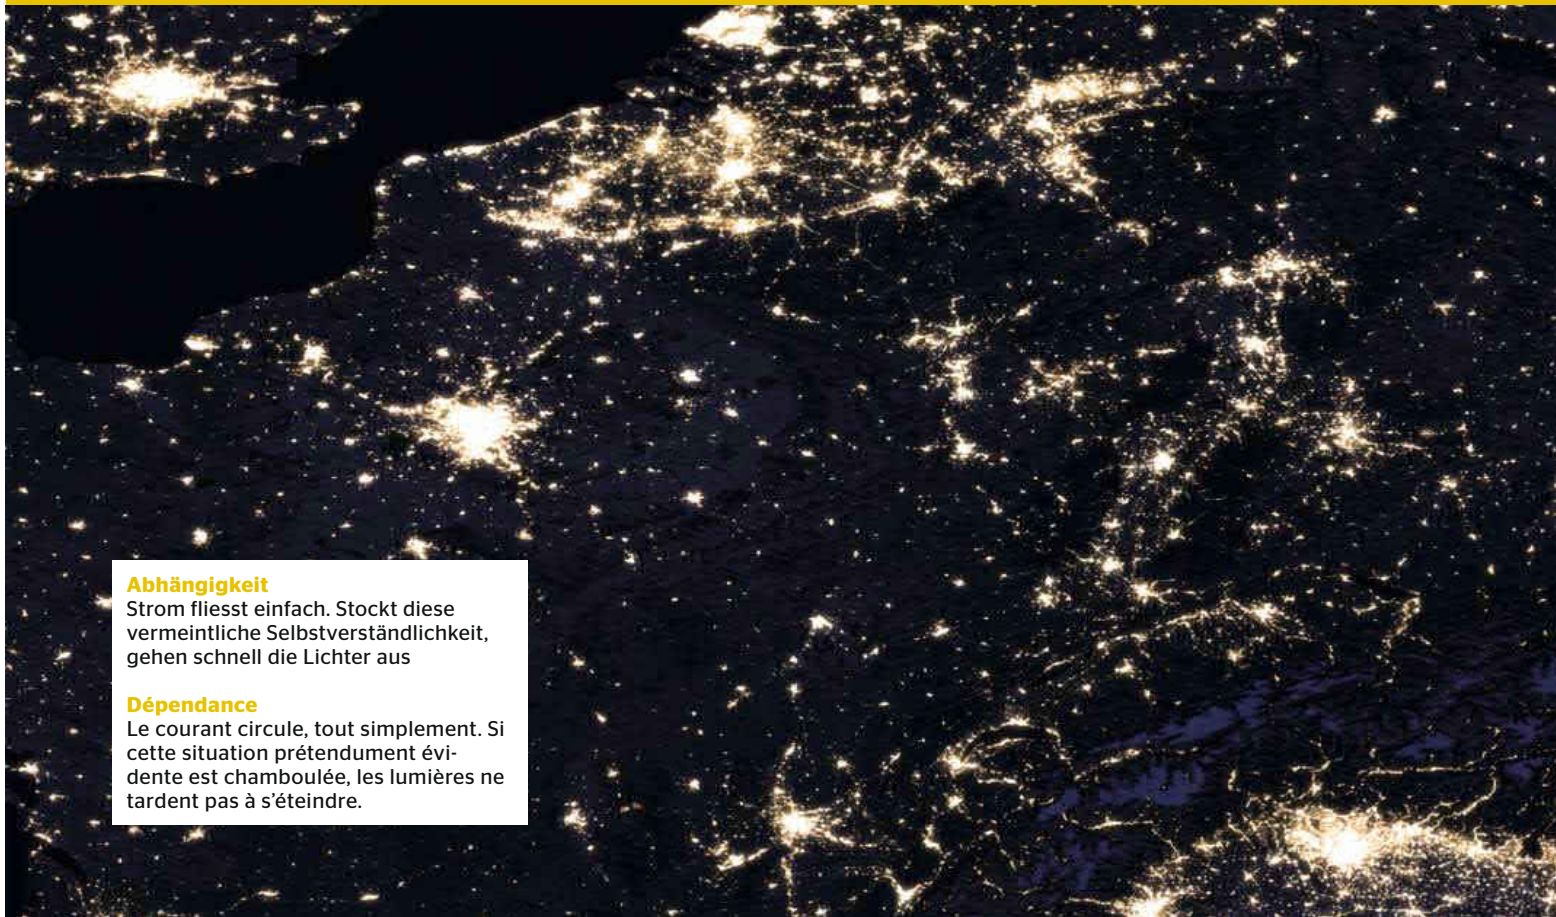 Abhängigkeit
Strom fliesst einfach. Stockt diese
vermeintliche Selbstverständlichkeit,
gehen schnell die Lichter aus
Dépendance
Le courant circule, tout simplement. Si
cette situation prétendument évi-
dente est chamboulée, les lumières ne
tardent pas à s’éteindre.